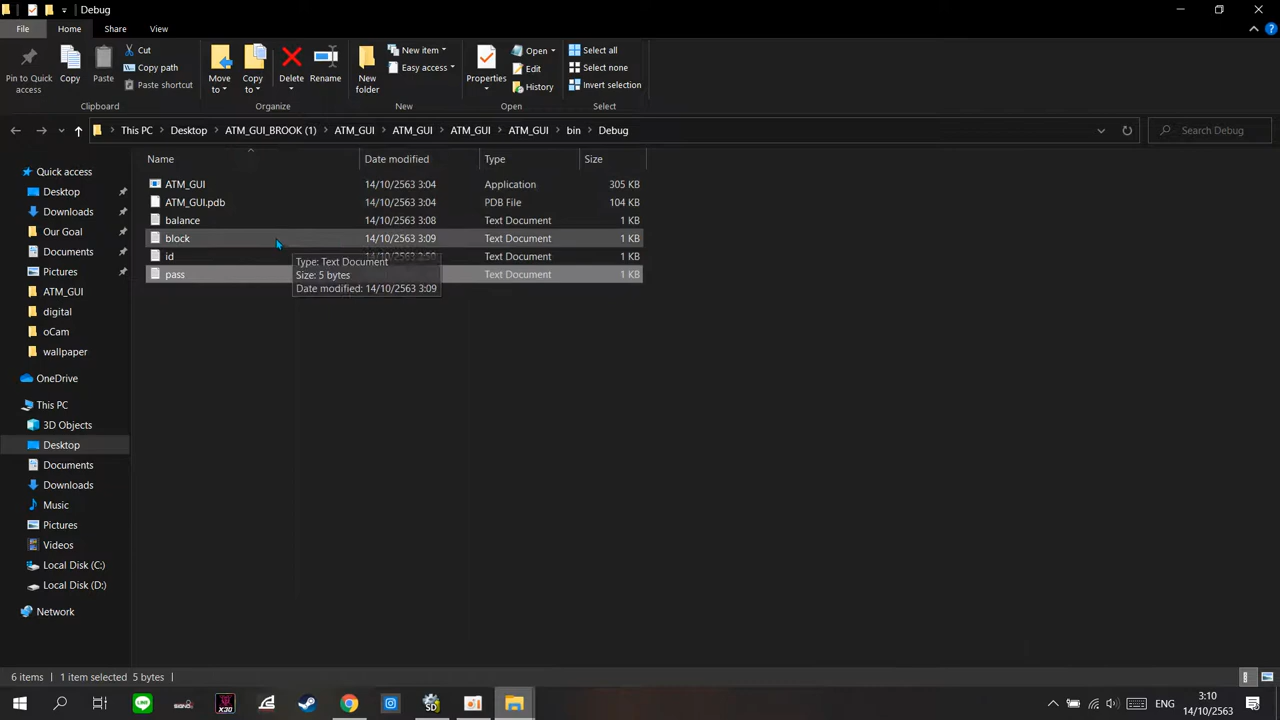 Debug
File Home Share View
Pin to Quick access
Copy
Paste
Cut
Copy path
Paste shortcut
Clipboard
Move to
Copy to
Delete
Rename
Organize
New folder
New item
Easy access
New
Properties
Open
Edit
History
Open
Select all
Select none
Invert selection
Select
This PC > Desktop > ATM_GUI_BROOK (1) > ATM_GUI > ATM_GUI > ATM_GUI > ATM_GUI > bin > Debug
Search Debug
Name Date modified Type Size
ATM_GUI 14/10/2563 3:04 Application 305 KB
ATM_GUI.pdb 14/10/2563 3:04 PDB File 104 KB
balance 14/10/2563 3:08 Text Document 1 KB
block 14/10/2563 3:09 Text Document 1 KB
id Text Document 1 KB
pass Text Document 1 KB
Type: Text Document
Size: 5 bytes
Date modified: 14/10/2563 3:09
Quick access
Desktop
Downloads
Our Goal
Documents
Pictures
ATM_GUI
digital
oCam
wallpaper
OneDrive
This PC
3D Objects
Desktop
Documents
Downloads
Music
Pictures
Videos
Local Disk (C:)
Local Disk (D:)
Network
6 items 1 item selected 5 bytes
LINE
X30
SD
ENG
3:10
14/10/2563